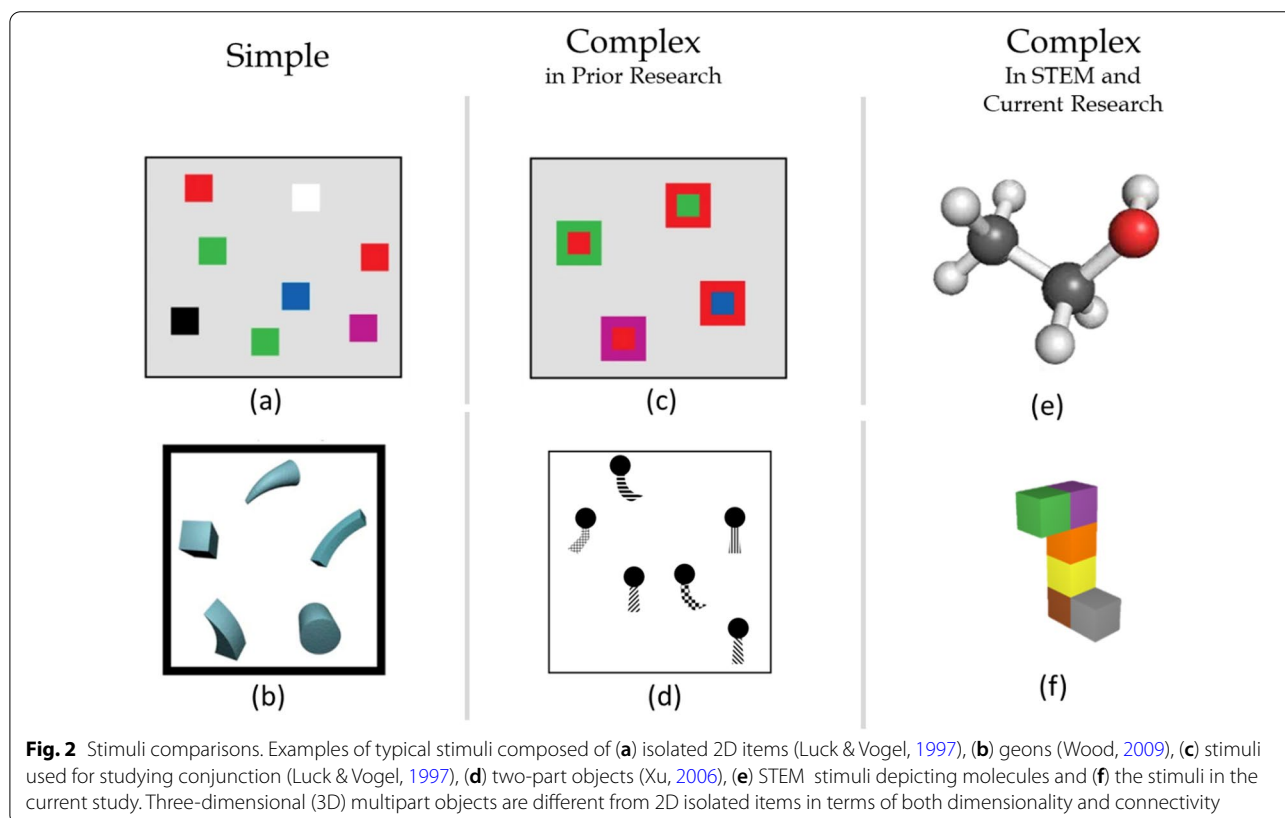 Simple
Complex
in Prior Research
Complex
In STEM and
Current Research
(a)
(c)
(e)
(b)
(d)
(f)
Fig. 2 Stimuli comparisons. Examples of typical stimuli composed of (a) isolated 2D items (Luck & Vogel, 1997), (b) geons (Wood, 2009), (c) stimuli
used for studying conjunction (Luck & Vogel, 1997), (d) two-part objects (Xu, 2006), (e) STEM stimuli depicting molecules and (f) the stimuli in the
current study. Three-dimensional (3D) multipart objects are different from 2D isolated items in terms of both dimensionality and connectivity